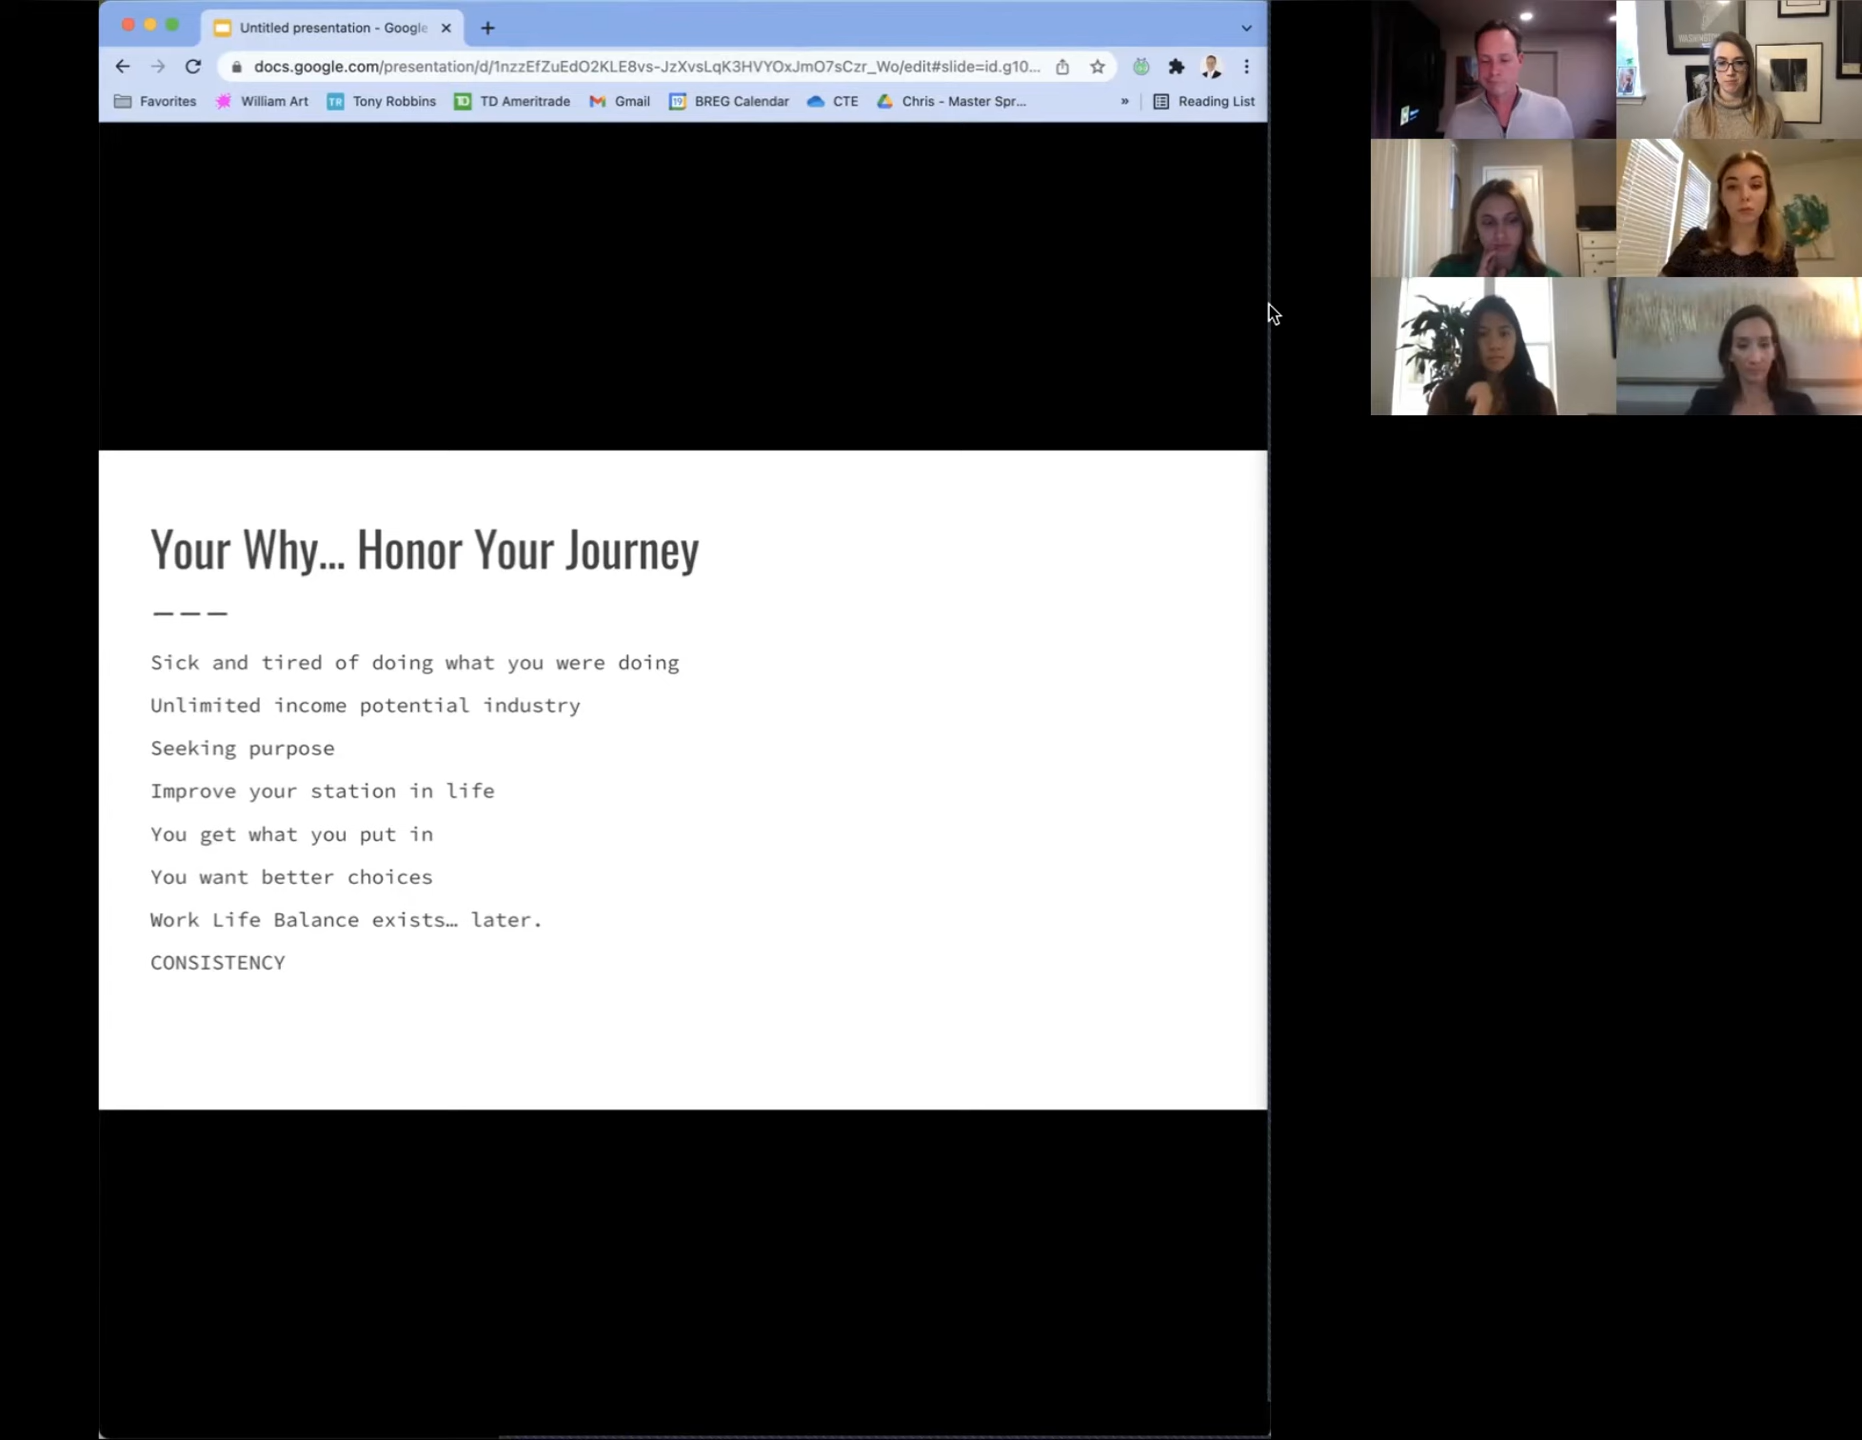 Untitled presentation - Google
docs.google.com/presentation/d/1nzzEfZuEdO2KLE8vs-JzXvsLqK3HVYOxJmO7sCzr_Wo/edit#slide=id.g10...
Favorites William Art TR Tony Robbins TD Ameritrade Gmail 19 BREG Calendar CTE Chris - Master Spr... » Reading List
Your Why... Honor Your Journey
Sick and tired of doing what you were doing
Unlimited income potential industry
Seeking purpose
Improve your station in life
You get what you put in
You want better choices
Work Life Balance exists… later.
CONSISTENCY